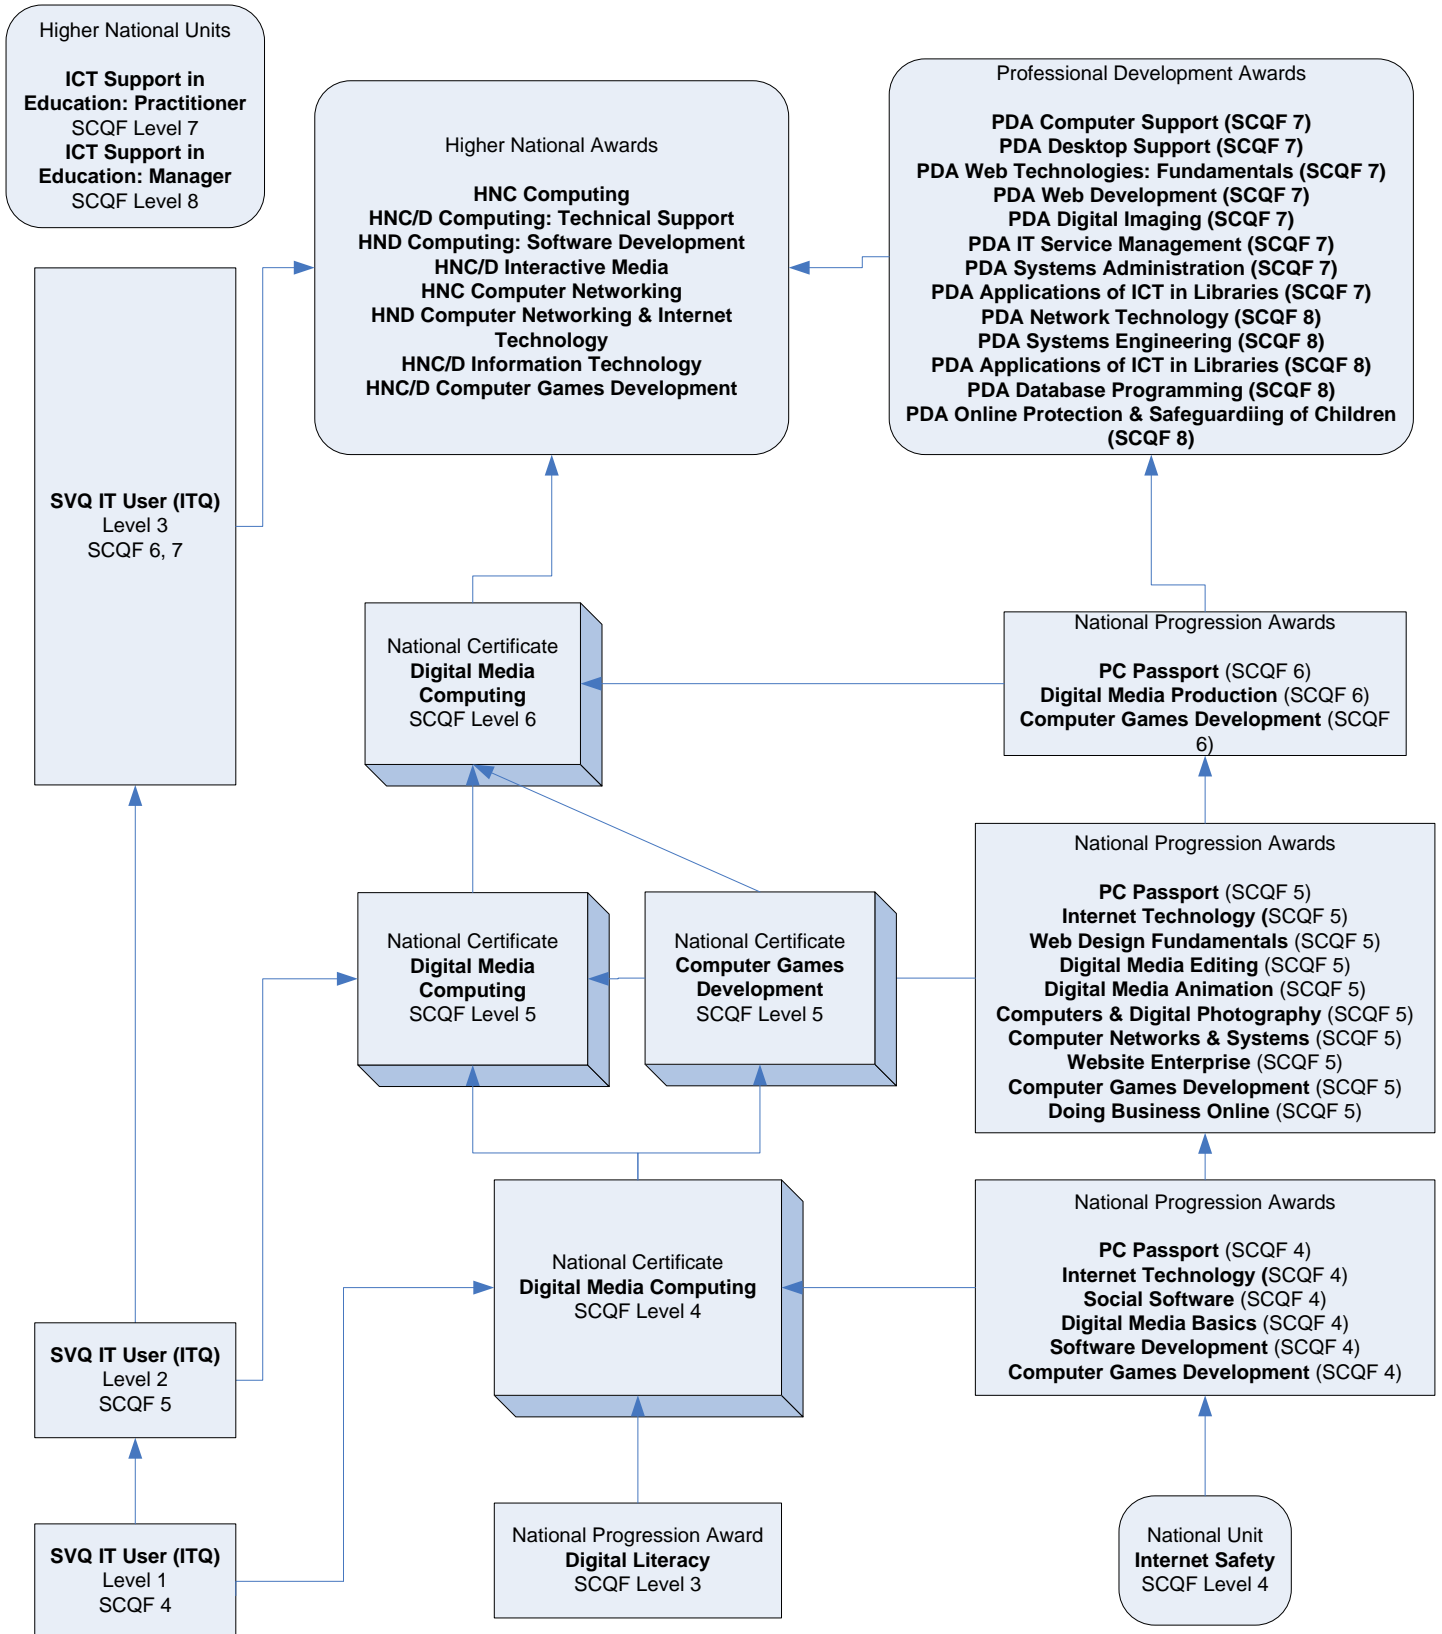 Higher National Units
ICT Support in
Education: Practitioner
SCQF Level 7
ICT Support in
Education: Manager
SCQF Level 8
Higher National Awards
HNC Computing
HNC/D Computing: Technical Support
HND Computing: Software Development
HNC/D Interactive Media
HNC Computer Networking
HND Computer Networking & Internet
Technology
HNC/D Information Technology
HNC/D Computer Games Development
Professional Development Awards
PDA Computer Support (SCQF 7)
PDA Desktop Support (SCQF 7)
PDA Web Technologies: Fundamentals (SCQF 7)
PDA Web Development (SCQF 7)
PDA Digital Imaging (SCQF 7)
PDA IT Service Management (SCQF 7)
PDA Systems Administration (SCQF 7)
PDA Applications of ICT in Libraries (SCQF 7)
PDA Network Technology (SCQF 8)
PDA Systems Engineering (SCQF 8)
PDA Applications of ICT in Libraries (SCQF 8)
PDA Database Programming (SCQF 8)
PDA Online Protection & Safeguardiing of Children
(SCQF 8)
SVQ IT User (ITQ)
Level 3
SCQF 6, 7
National Certificate
Digital Media
Computing
SCQF Level 6
National Progression Awards
PC Passport (SCQF 6)
Digital Media Production (SCQF 6)
Computer Games Development (SCQF
6)
National Certificate
Digital Media
Computing
SCQF Level 5
National Certificate
Computer Games
Development
SCQF Level 5
National Progression Awards
PC Passport (SCQF 5)
Internet Technology (SCQF 5)
Web Design Fundamentals (SCQF 5)
Digital Media Editing (SCQF 5)
Digital Media Animation (SCQF 5)
Computers & Digital Photography (SCQF 5)
Computer Networks & Systems (SCQF 5)
Website Enterprise (SCQF 5)
Computer Games Development (SCQF 5)
Doing Business Online (SCQF 5)
National Certificate
Digital Media Computing
SCQF Level 4
National Progression Awards
PC Passport (SCQF 4)
Internet Technology (SCQF 4)
Social Software (SCQF 4)
Digital Media Basics (SCQF 4)
Software Development (SCQF 4)
Computer Games Development (SCQF 4)
SVQ IT User (ITQ)
Level 2
SCQF 5
SVQ IT User (ITQ)
Level 1
SCQF 4
National Progression Award
Digital Literacy
SCQF Level 3
National Unit
Internet Safety
SCQF Level 4